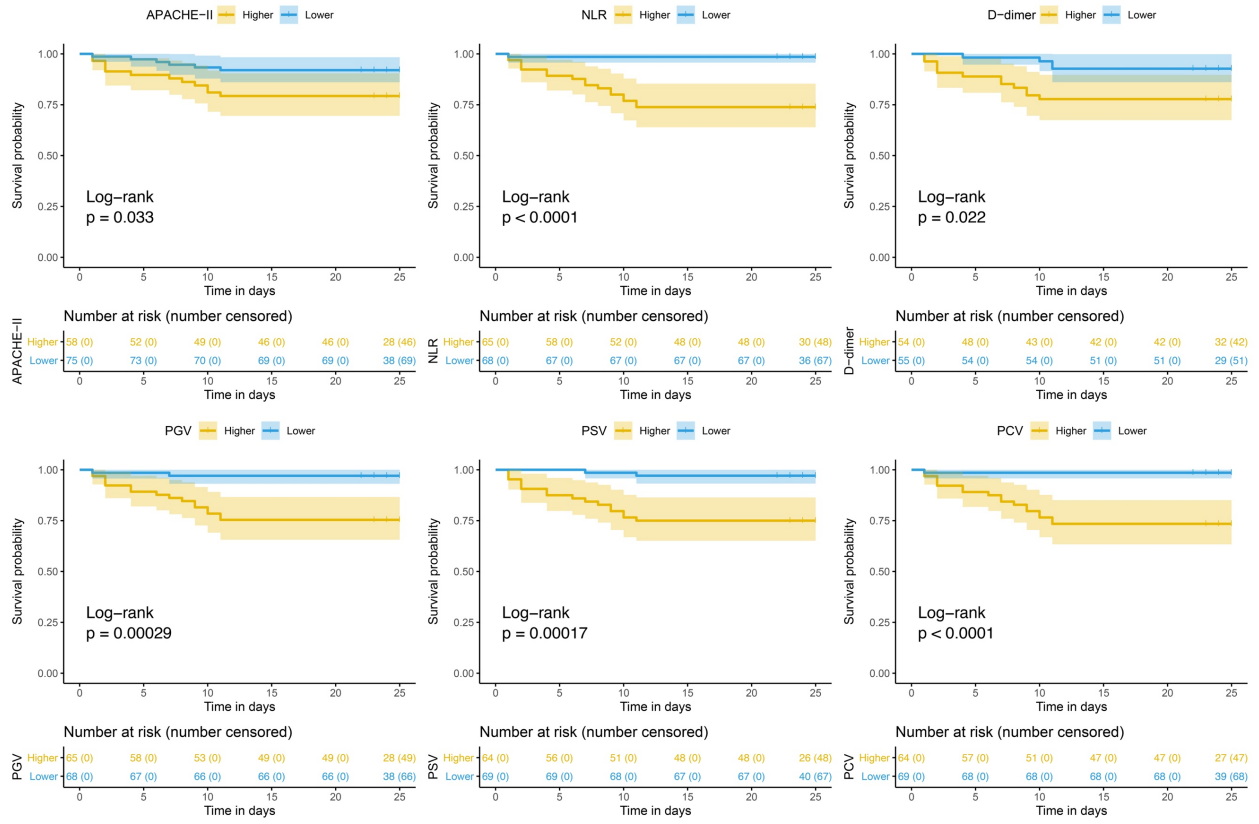 APACHE−II Higher Lower
Survival probability
1.00
0.75
0.50
0.25
0.00
Log−rank
p = 0.033
0 5 10 15 20 25
Time in days
Number at risk (number censored)
APACHE−II
Higher 58 (0) 52 (0) 49 (0) 46 (0) 46 (0) 28 (46)
Lower 75 (0) 73 (0) 70 (0) 69 (0) 69 (0) 38 (69)
0 5 10 15 20 25
Time in days
NLR Higher Lower
Survival probability
1.00
0.75
0.50
0.25
0.00
Log−rank
p < 0.0001
0 5 10 15 20 25
Time in days
Number at risk (number censored)
NLR
Higher 65 (0) 58 (0) 52 (0) 48 (0) 48 (0) 30 (48)
Lower 68 (0) 67 (0) 67 (0) 67 (0) 67 (0) 36 (67)
0 5 10 15 20 25
Time in days
D−dimer Higher Lower
Survival probability
1.00
0.75
0.50
0.25
0.00
Log−rank
p = 0.022
0 5 10 15 20 25
Time in days
Number at risk (number censored)
D−dimer
Higher 54 (0) 48 (0) 43 (0) 42 (0) 42 (0) 32 (42)
Lower 55 (0) 54 (0) 54 (0) 51 (0) 51 (0) 29 (51)
0 5 10 15 20 25
Time in days
PGV Higher Lower
Survival probability
1.00
0.75
0.50
0.25
0.00
Log−rank
p = 0.00029
0 5 10 15 20 25
Time in days
Number at risk (number censored)
PGV
Higher 65 (0) 58 (0) 53 (0) 49 (0) 49 (0) 28 (49)
Lower 68 (0) 67 (0) 66 (0) 66 (0) 66 (0) 38 (66)
0 5 10 15 20 25
Time in days
PSV Higher Lower
Survival probability
1.00
0.75
0.50
0.25
0.00
Log−rank
p = 0.00017
0 5 10 15 20 25
Time in days
Number at risk (number censored)
PSV
Higher 64 (0) 56 (0) 51 (0) 48 (0) 48 (0) 26 (48)
Lower 69 (0) 69 (0) 68 (0) 67 (0) 67 (0) 40 (67)
0 5 10 15 20 25
Time in days
PCV Higher Lower
Survival probability
1.00
0.75
0.50
0.25
0.00
Log−rank
p < 0.0001
0 5 10 15 20 25
Time in days
Number at risk (number censored)
PCV
Higher 64 (0) 57 (0) 51 (0) 47 (0) 47 (0) 27 (47)
Lower 69 (0) 68 (0) 68 (0) 68 (0) 68 (0) 39 (68)
0 5 10 15 20 25
Time in days